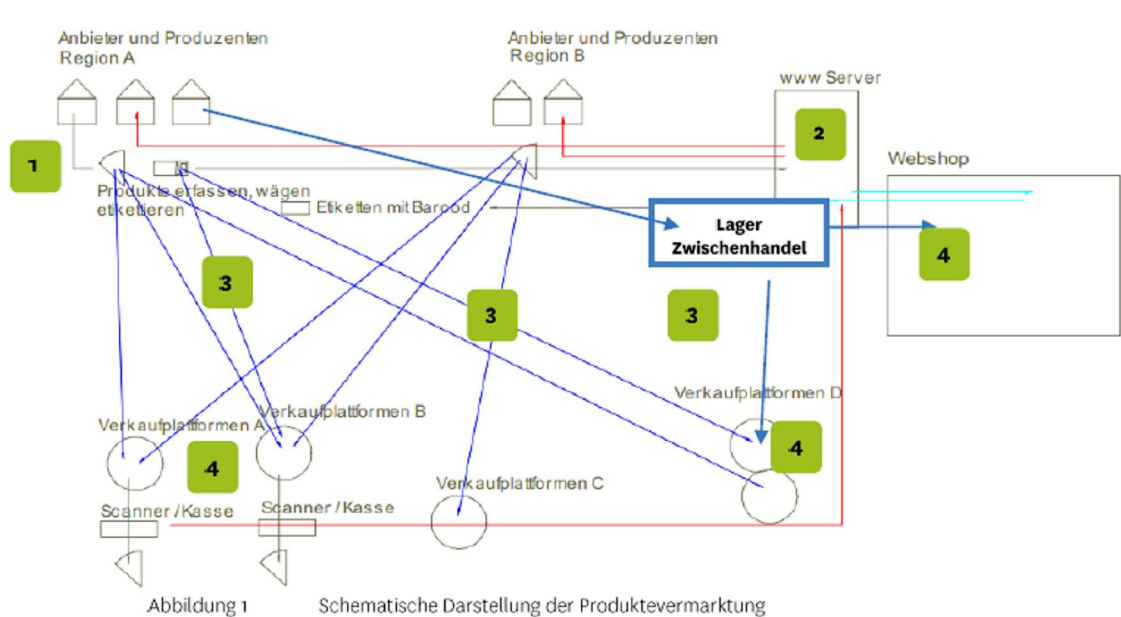 Anbieter und Produzenten
Region A
Anbieter und Produzenten
Region B
www Server
2
1
Webshop
Produkte erfassen, wägen
etikettieren
Etiketten mit Barcod
Lager
Zwischenhandel
4
3
3
3
Verkaufplattformen D
Verkaufplattformen B
Verkaufplattformen A
4
4
Verkaufplattformen C
Scanner /Kasse
Scanner /Kasse
Abbildung 1 Schematische Darstellung der Produktevermarktung